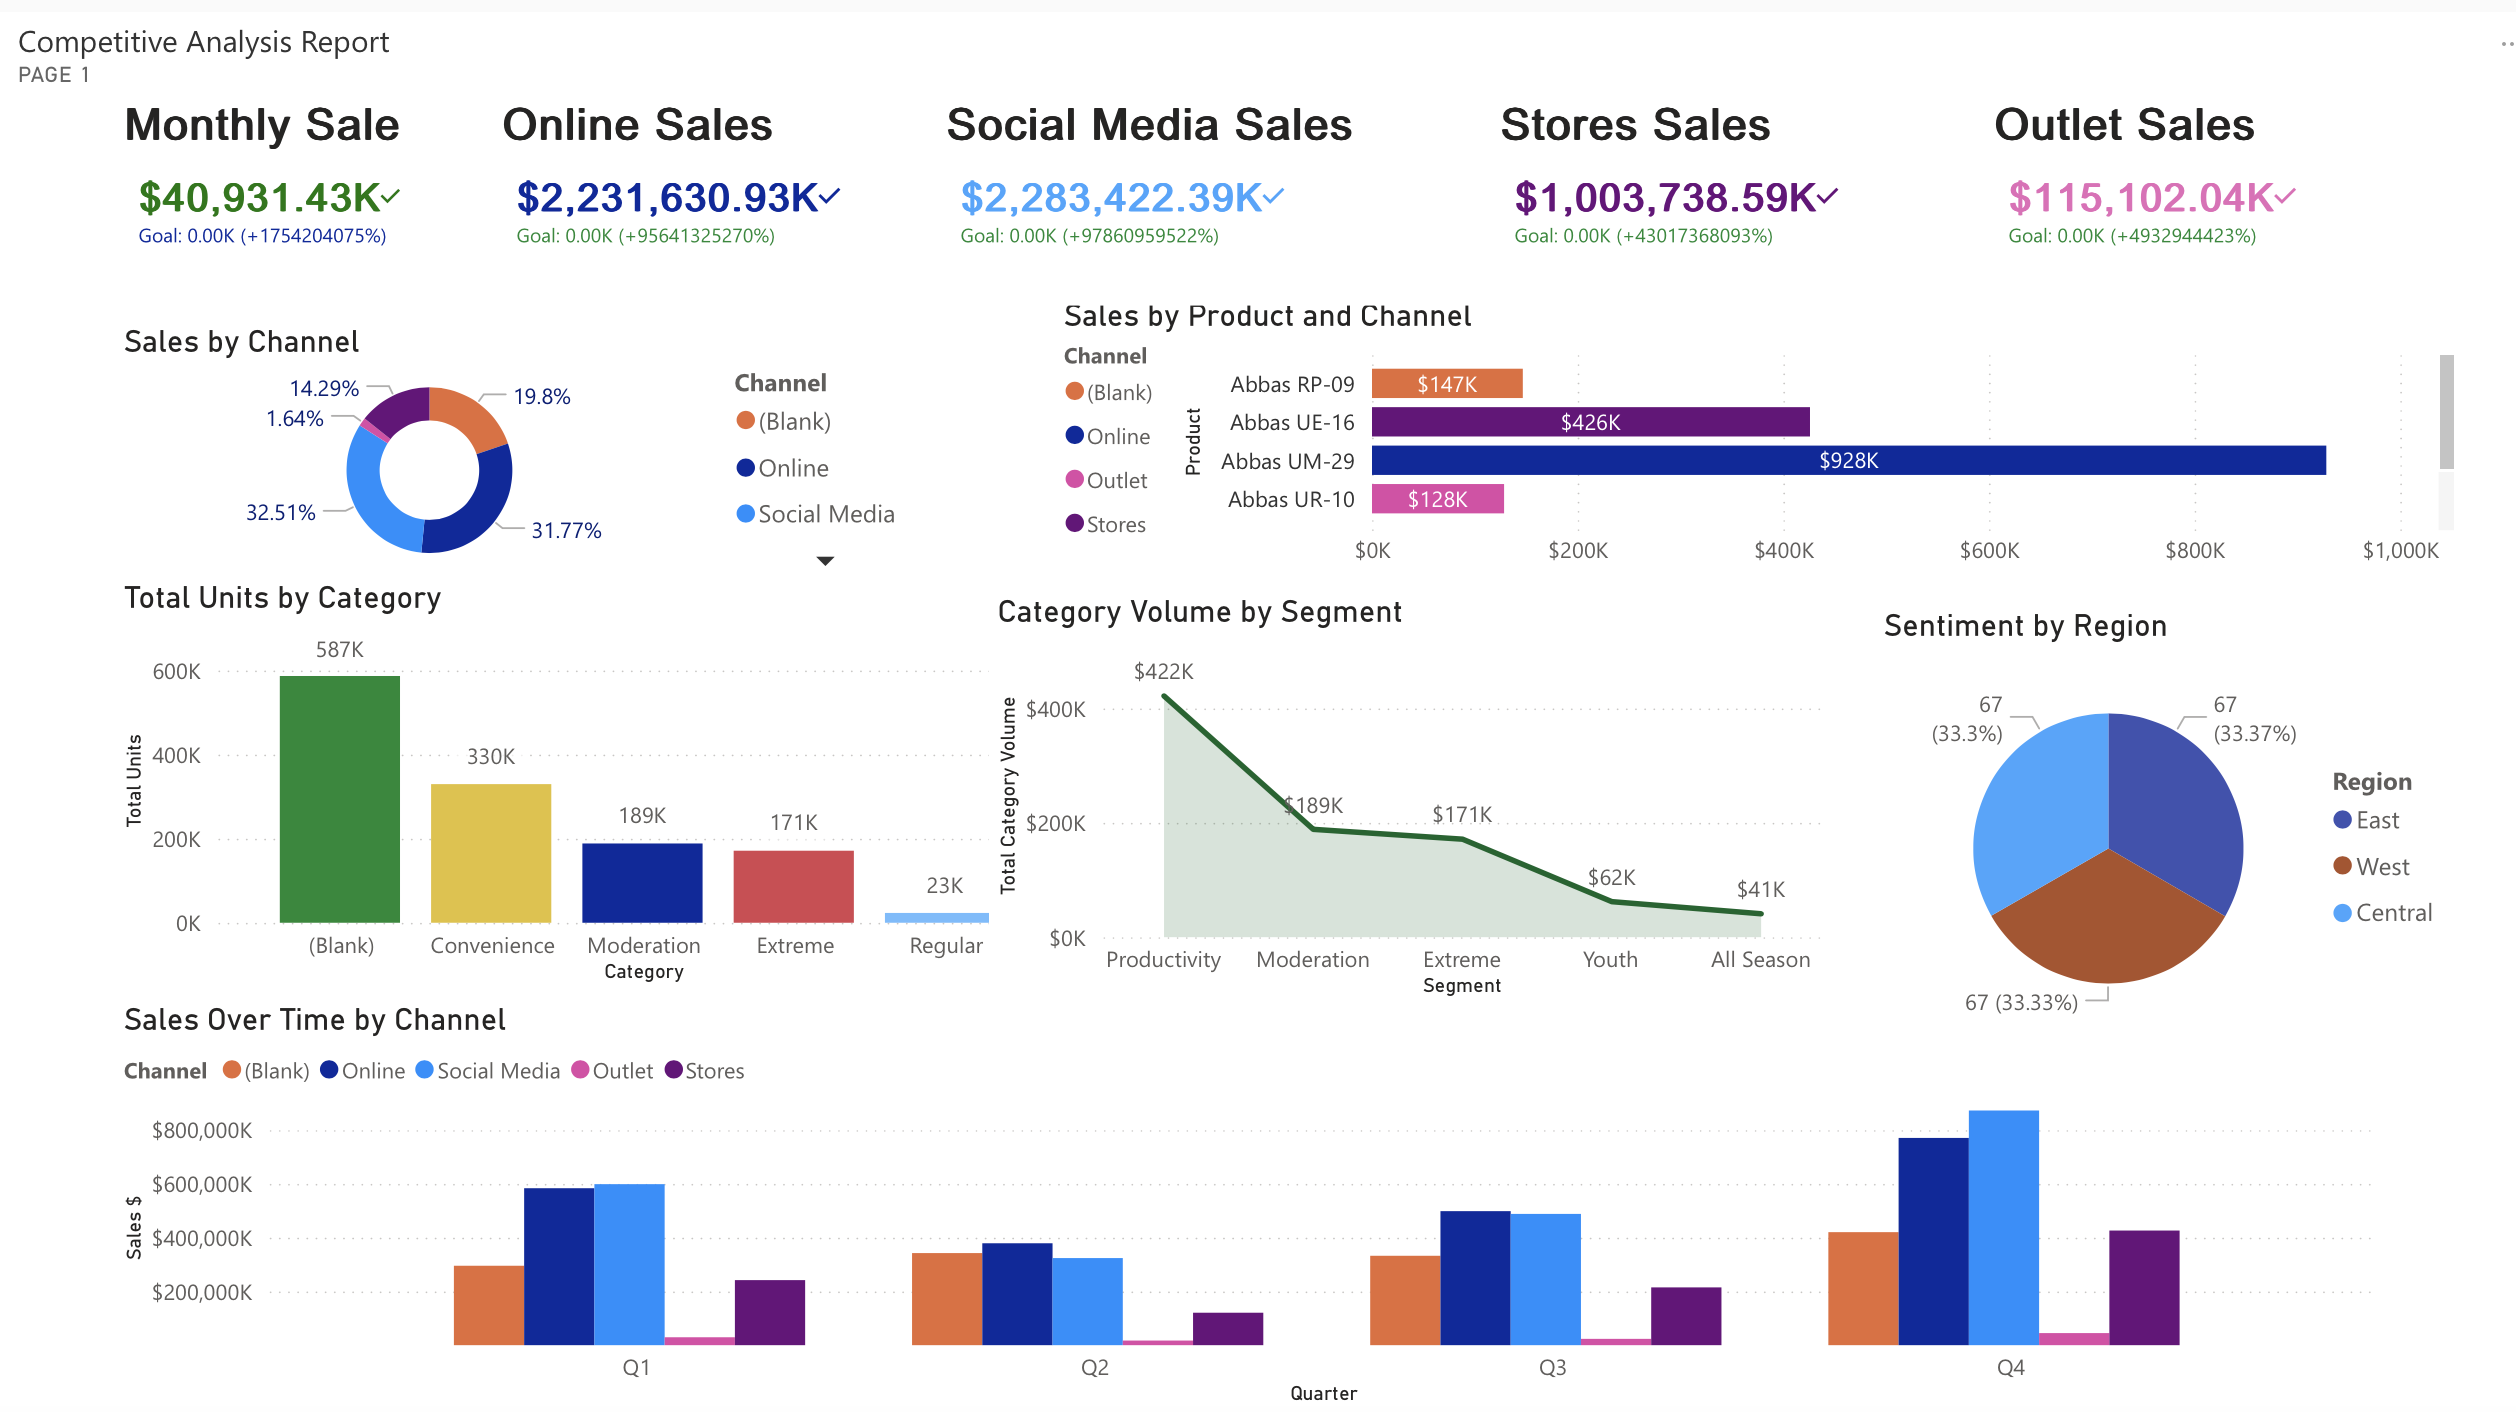 Competitive Analysis Report
PAGE 1
Monthly Sale
$40,931.43K
Goal: 0.00K (+1754204075%)
Online Sales
$2,231,630.93K
Goal: 0.00K (+95641325270%)
Social Media Sales
$2,283,422.39K
Goal: 0.00K (+97860959522%)
Stores Sales
$1,003,738.59K
Goal: 0.00K (+43017368093%)
Outlet Sales
$115,102.04K
Goal: 0.00K (+4932944423%)
Sales by Channel
14.29%
19.8%
1.64%
32.51%
31.77%
Channel
(Blank)
Online
Social Media
Sales by Product and Channel
Channel
(Blank)
Online
Outlet
Stores
Product
Abbas RP-09
$147K
Abbas UE-16
$426K
Abbas UM-29
$928K
Abbas UR-10
$128K
$0K
$200K
$400K
$600K
$800K
$1,000K
Total Units by Category
Total Units
600K
400K
200K
0K
587K
330K
189K
171K
23K
(Blank)
Convenience
Moderation
Extreme
Regular
Category
Category Volume by Segment
Total Category Volume
$400K
$200K
$0K
$422K
$189K
$171K
$62K
$41K
Productivity
Moderation
Extreme
Youth
All Season
Segment
Sentiment by Region
67
(33.3%)
67
(33.37%)
67 (33.33%)
Region
East
West
Central
Sales Over Time by Channel
Channel
(Blank)
Online
Social Media
Outlet
Stores
Sales $
$800,000K
$600,000K
$400,000K
$200,000K
Q1
Q2
Q3
Q4
Quarter